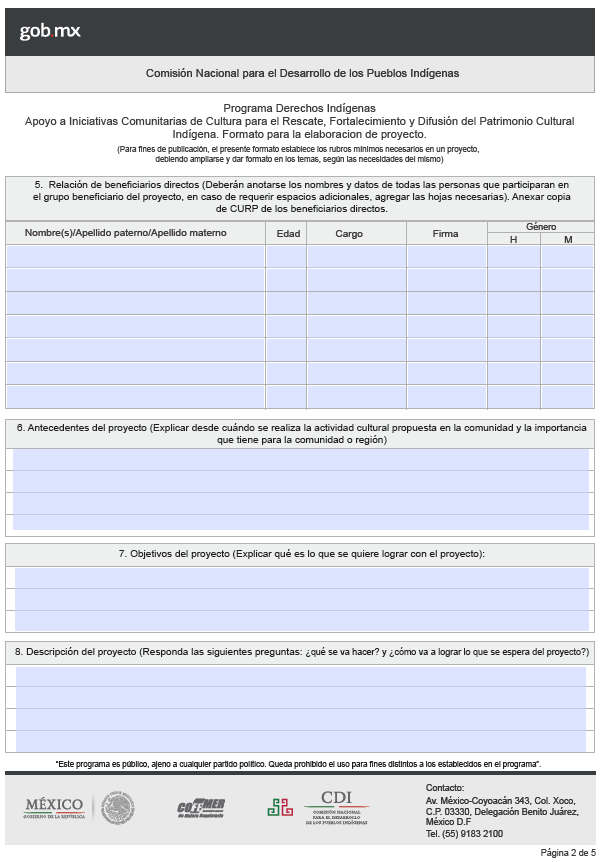 gob.mx
Comisión Nacional para el Desarrollo de los Pueblos Indígenas
Programa Derechos Indígenas
Apoyo a Iniciativas Comunitarias de Cultura para el Rescate, Fortalecimiento y Difusión del Patrimonio Cultural
Indígena. Formato para la elaboracion de proyecto.
(Para fines de publicación, el presente formato establece los rubros mínimos necesarios en un proyecto,
debiendo ampliarse y dar formato en los temas, según las necesidades del mismo)
5. Relación de beneficiarios directos (Deberán anotarse los nombres y datos de todas las personas que participaran en
el grupo beneficiario del proyecto, en caso de requerir espacios adicionales, agregar las hojas necesarias). Anexar copia
de CURP de los beneficiarios directos.
Nombre(s)/Apellido paterno/Apellido materno Edad Cargo Firma Género
H M
6. Antecedentes del proyecto (Explicar desde cuándo se realiza la actividad cultural propuesta en la comunidad y la importancia
que tiene para la comunidad o región)
7. Objetivos del proyecto (Explicar qué es lo que se quiere lograr con el proyecto):
8. Descripción del proyecto (Responda las siguientes preguntas: ¿qué se va hacer? y ¿cómo va a lograr lo que se espera del proyecto?)
"Este programa es público, ajeno a cualquier partido político. Queda prohibido el uso para fines distintos a los establecidos en el programa".
MÉXICO
GOBIERNO DE LA REPÚBLICA
COFEMER
de Mejora Regulatoria
CDI
COMISIÓN NACIONAL
PARA EL DESARROLLO
DE LOS PUEBLOS INDÍGENAS
Contacto:
Av. México-Coyoacán 343, Col. Xoco,
C.P. 03330, Delegación Benito Juárez,
México D.F
Tel. (55) 9183 2100
Página 2 de 5